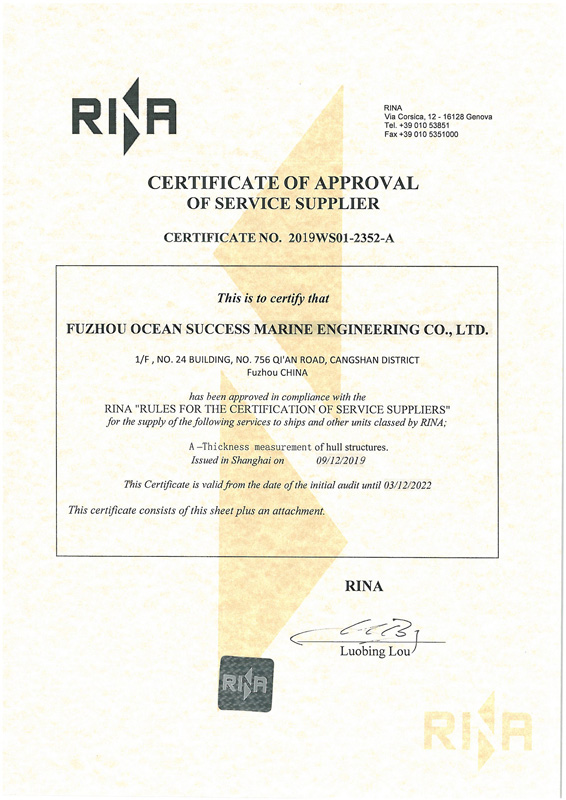 RINA
RINA
Via Corsica, 12 - 16128 Genova
Tel. +39 010 53851
Fax +39 010 5351000
CERTIFICATE OF APPROVAL
OF SERVICE SUPPLIER
CERTIFICATE NO. 2019WS01-2352-A
This is to certify that
FUZHOU OCEAN SUCCESS MARINE ENGINEERING CO., LTD.
1/F , NO. 24 BUILDING, NO. 756 QI'AN ROAD, CANGSHAN DISTRICT
Fuzhou CHINA
has been approved in compliance with the
RINA "RULES FOR THE CERTIFICATION OF SERVICE SUPPLIERS"
for the supply of the following services to ships and other units classed by RINA;
A –Thickness measurement of hull structures.
Issued in Shanghai on 09/12/2019
This Certificate is valid from the date of the initial audit until 03/12/2022
This certificate consists of this sheet plus an attachment.
RINA
Luobing Lou
RINA
RINA